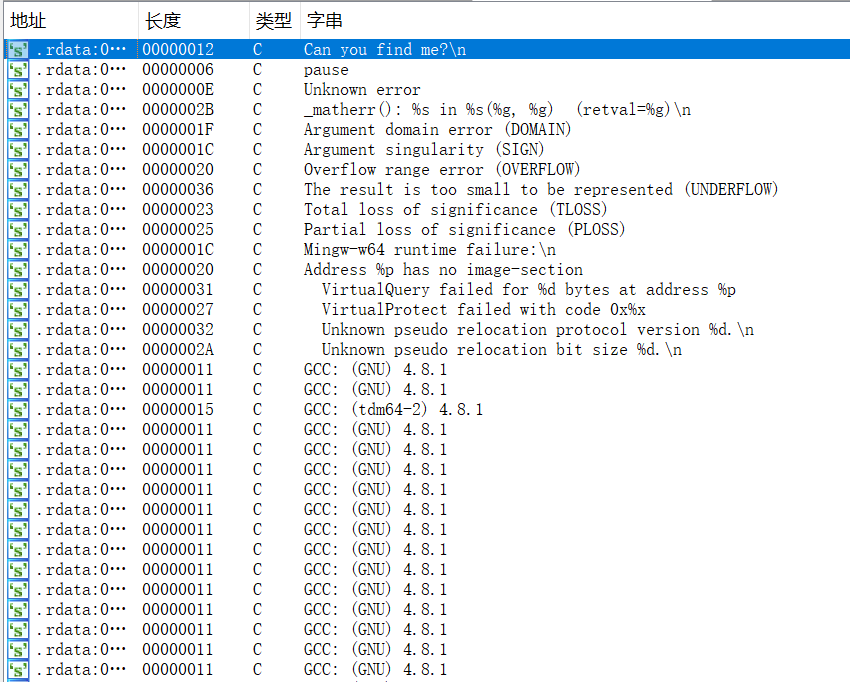 地址 长度 类型 字串
.rdata:0··· 00000012 C Can you find me?\n
.rdata:0··· 00000006 C pause
.rdata:0··· 0000000E C Unknown error
.rdata:0··· 0000002B C _matherr(): %s in %s(%g, %g)  (retval=%g)\n
.rdata:0··· 0000001F C Argument domain error (DOMAIN)
.rdata:0··· 0000001C C Argument singularity (SIGN)
.rdata:0··· 00000020 C Overflow range error (OVERFLOW)
.rdata:0··· 00000036 C The result is too small to be represented (UNDERFLOW)
.rdata:0··· 00000023 C Total loss of significance (TLOSS)
.rdata:0··· 00000025 C Partial loss of significance (PLOSS)
.rdata:0··· 0000001C C Mingw-w64 runtime failure:\n
.rdata:0··· 00000020 C Address %p has no image-section
.rdata:0··· 00000031 C   VirtualQuery failed for %d bytes at address %p
.rdata:0··· 00000027 C   VirtualProtect failed with code 0x%x
.rdata:0··· 00000032 C   Unknown pseudo relocation protocol version %d.\n
.rdata:0··· 0000002A C   Unknown pseudo relocation bit size %d.\n
.rdata:0··· 00000011 C GCC: (GNU) 4.8.1
.rdata:0··· 00000011 C GCC: (GNU) 4.8.1
.rdata:0··· 00000015 C GCC: (tdm64-2) 4.8.1
.rdata:0··· 00000011 C GCC: (GNU) 4.8.1
.rdata:0··· 00000011 C GCC: (GNU) 4.8.1
.rdata:0··· 00000011 C GCC: (GNU) 4.8.1
.rdata:0··· 00000011 C GCC: (GNU) 4.8.1
.rdata:0··· 00000011 C GCC: (GNU) 4.8.1
.rdata:0··· 00000011 C GCC: (GNU) 4.8.1
.rdata:0··· 00000011 C GCC: (GNU) 4.8.1
.rdata:0··· 00000011 C GCC: (GNU) 4.8.1
.rdata:0··· 00000011 C GCC: (GNU) 4.8.1
.rdata:0··· 00000011 C GCC: (GNU) 4.8.1
.rdata:0··· 00000011 C GCC: (GNU) 4.8.1
.rdata:0··· 00000011 C GCC: (GNU) 4.8.1
.rdata:0··· 00000011 C GCC: (GNU) 4.8.1